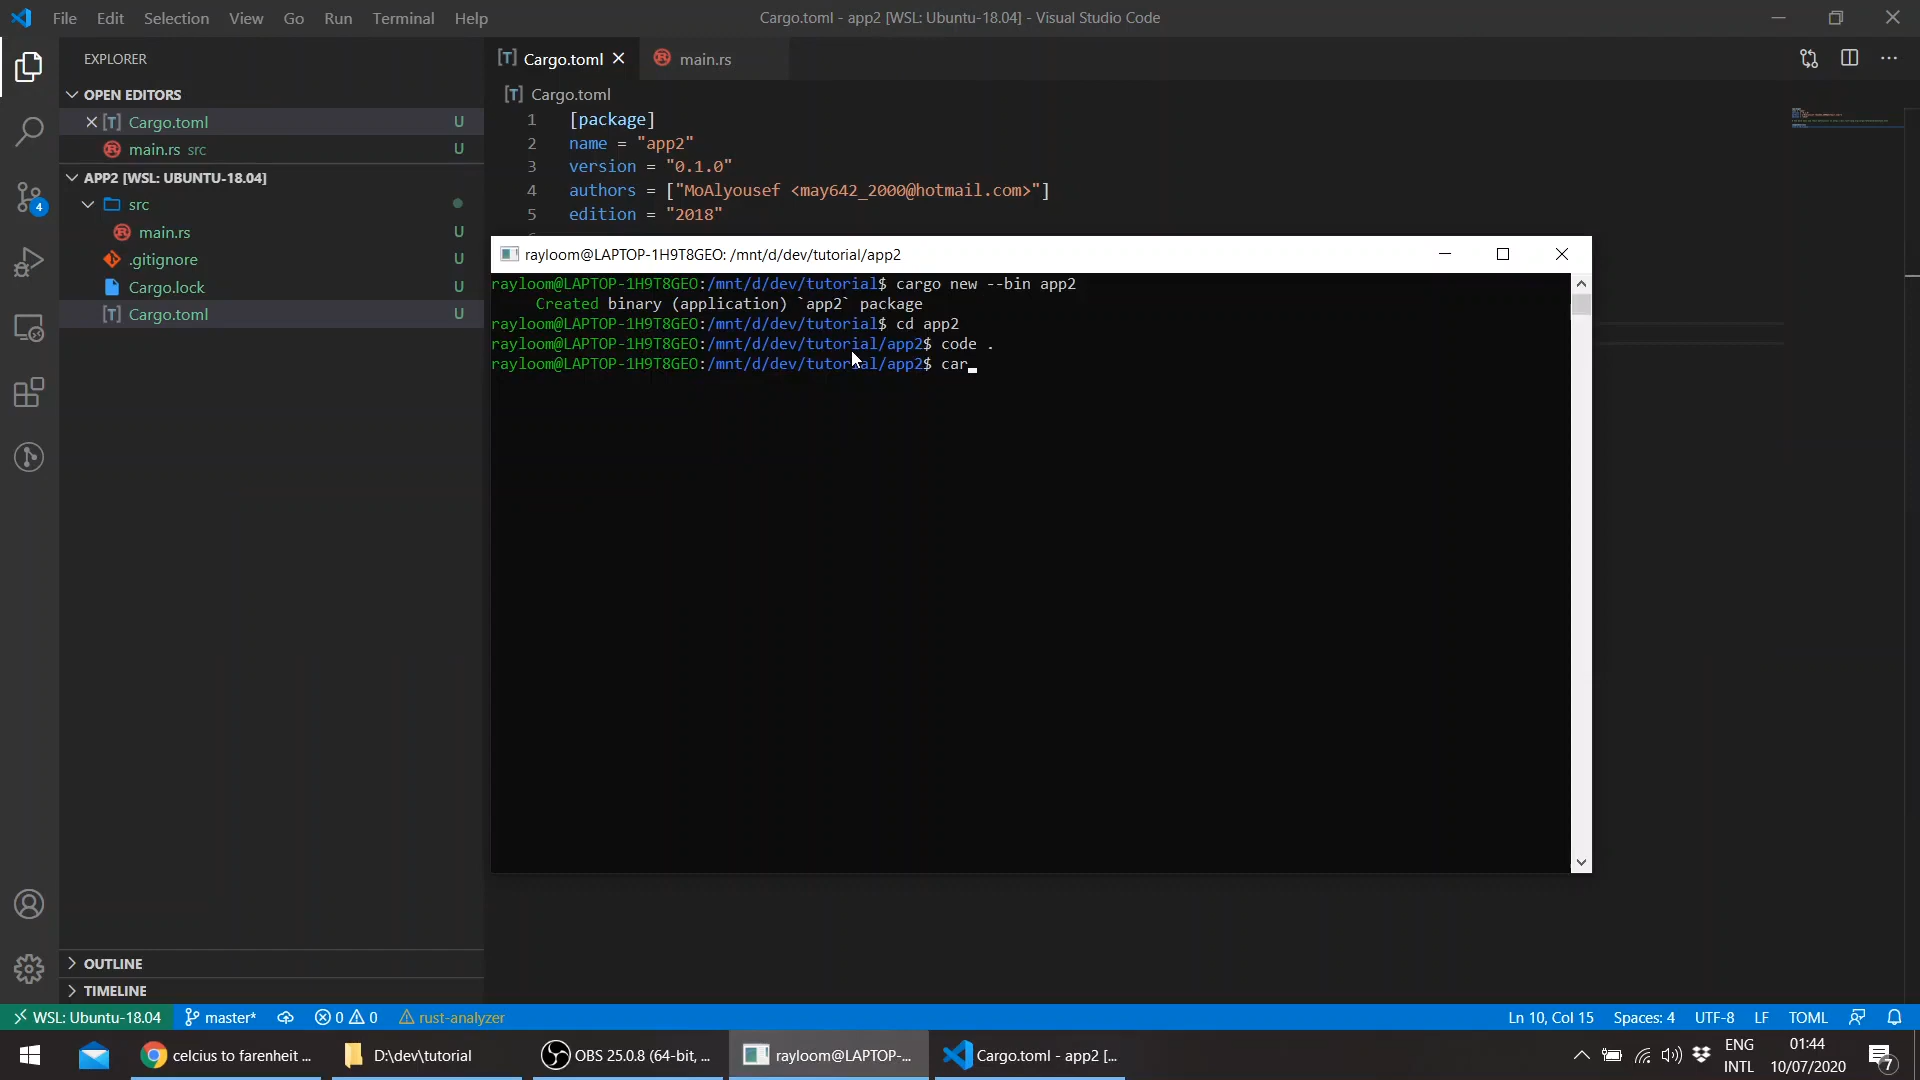 File Edit Selection View Go Run Terminal Help
Cargo.toml - app2 [WSL: Ubuntu-18.04] - Visual Studio Code
EXPLORER
OPEN EDITORS
Cargo.toml U
main.rs src U
APP2 [WSL: UBUNTU-18.04]
src
main.rs U
.gitignore U
Cargo.lock U
Cargo.toml U
OUTLINE
TIMELINE
4
Cargo.toml
main.rs
Cargo.toml
1 [package]
2 name = "app2"
3 version = "0.1.0"
4 authors = ["MoAlyousef <may642_2000@hotmail.com>"]
5 edition = "2018"
rayloom@LAPTOP-1H9T8GEO: /mnt/d/dev/tutorial/app2
rayloom@LAPTOP-1H9T8GEO:/mnt/d/dev/tutorial$ cargo new --bin app2
Created binary (application) `app2` package
rayloom@LAPTOP-1H9T8GEO:/mnt/d/dev/tutorial$ cd app2
rayloom@LAPTOP-1H9T8GEO:/mnt/d/dev/tutorial/app2$ code .
rayloom@LAPTOP-1H9T8GEO:/mnt/d/dev/tutorial/app2$ car
WSL: Ubuntu-18.04 master* 0 0 rust-analyzer
Ln 10, Col 15 Spaces: 4 UTF-8 LF TOML
celcius to farenheit ...
D:\dev\tutorial
OBS 25.0.8 (64-bit, ...
rayloom@LAPTOP-...
Cargo.toml - app2 [...
ENG
INTL
01:44
10/07/2020
7